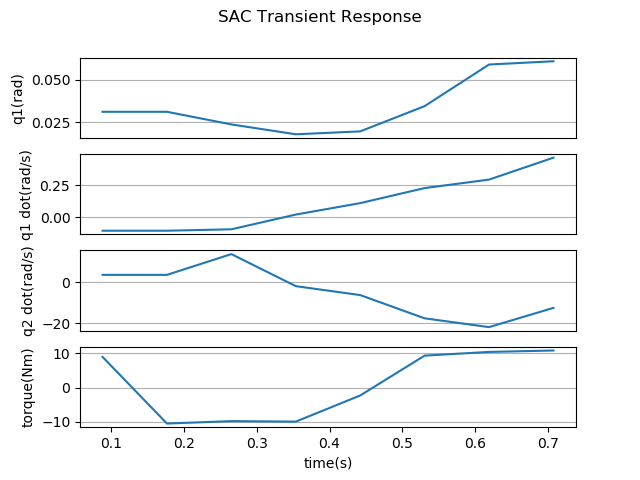 SAC Transient Response
q1(rad)
0.050
0.025
q1 dot(rad/s)
0.25
0.00
q2 dot(rad/s)
0
−20
torque(Nm)
10
0
−10
0.1 0.2 0.3 0.4 0.5 0.6 0.7
time(s)